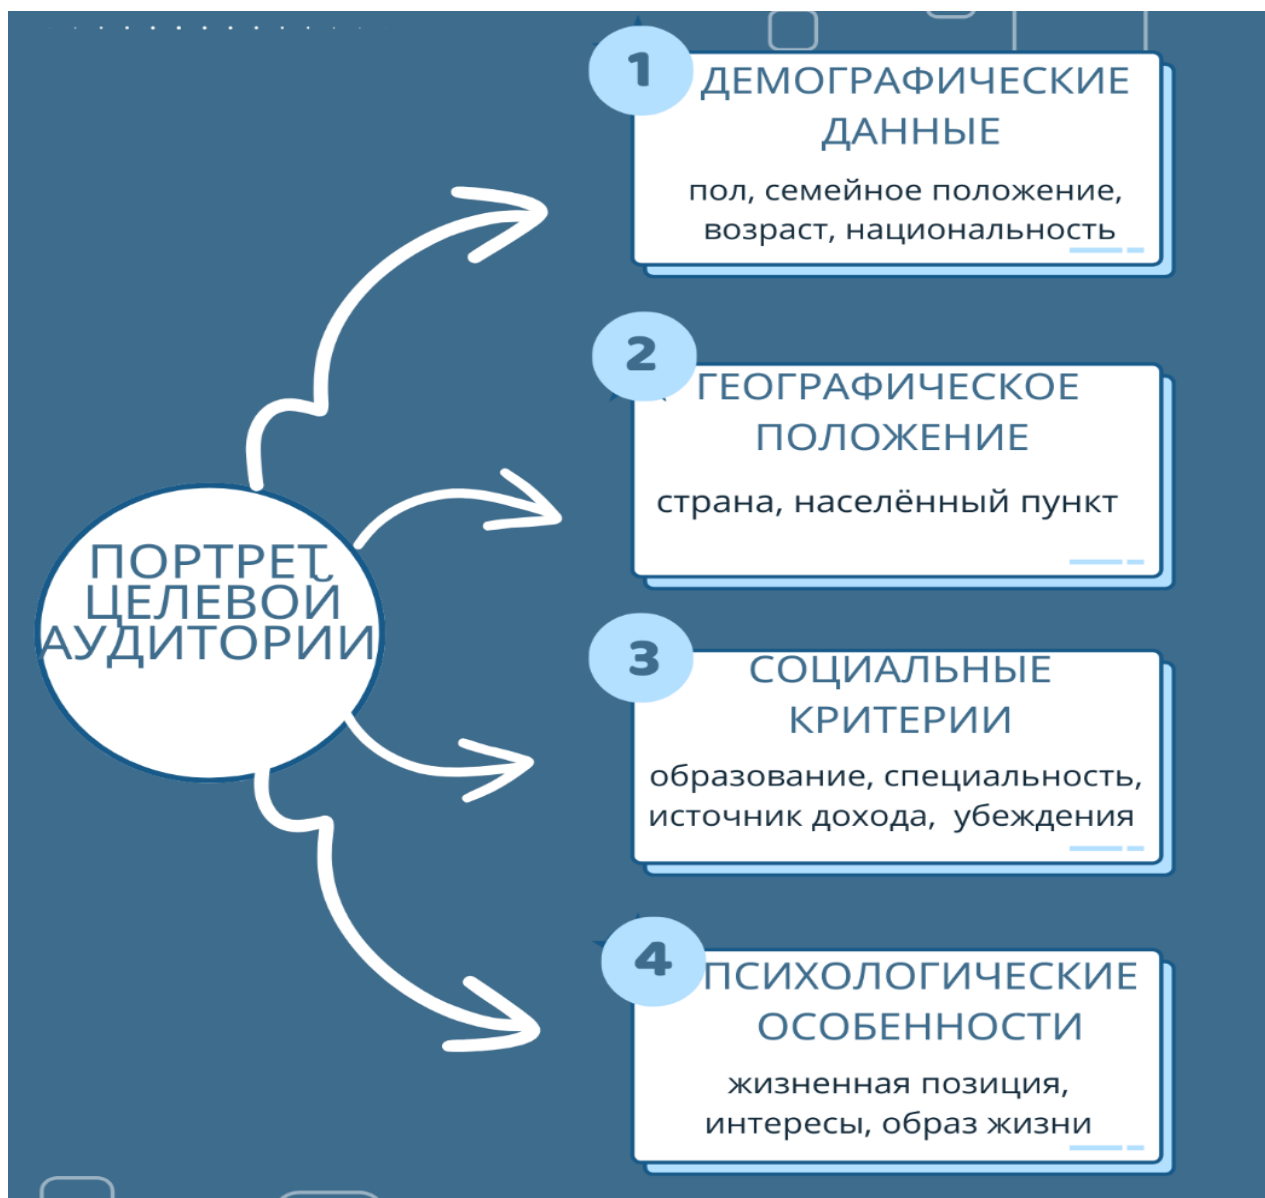 ПОРТРЕТ
ЦЕЛЕВОЙ
АУДИТОРИИ
1
ДЕМОГРАФИЧЕСКИЕ
ДАННЫЕ
пол, семейное положение,
возраст, национальность
2
ГЕОГРАФИЧЕСКОЕ
ПОЛОЖЕНИЕ
страна, населённый пункт
3
СОЦИАЛЬНЫЕ
КРИТЕРИИ
образование, специальность,
источник дохода, убеждения
4
ПСИХОЛОГИЧЕСКИЕ
ОСОБЕННОСТИ
жизненная позиция,
интересы, образ жизни